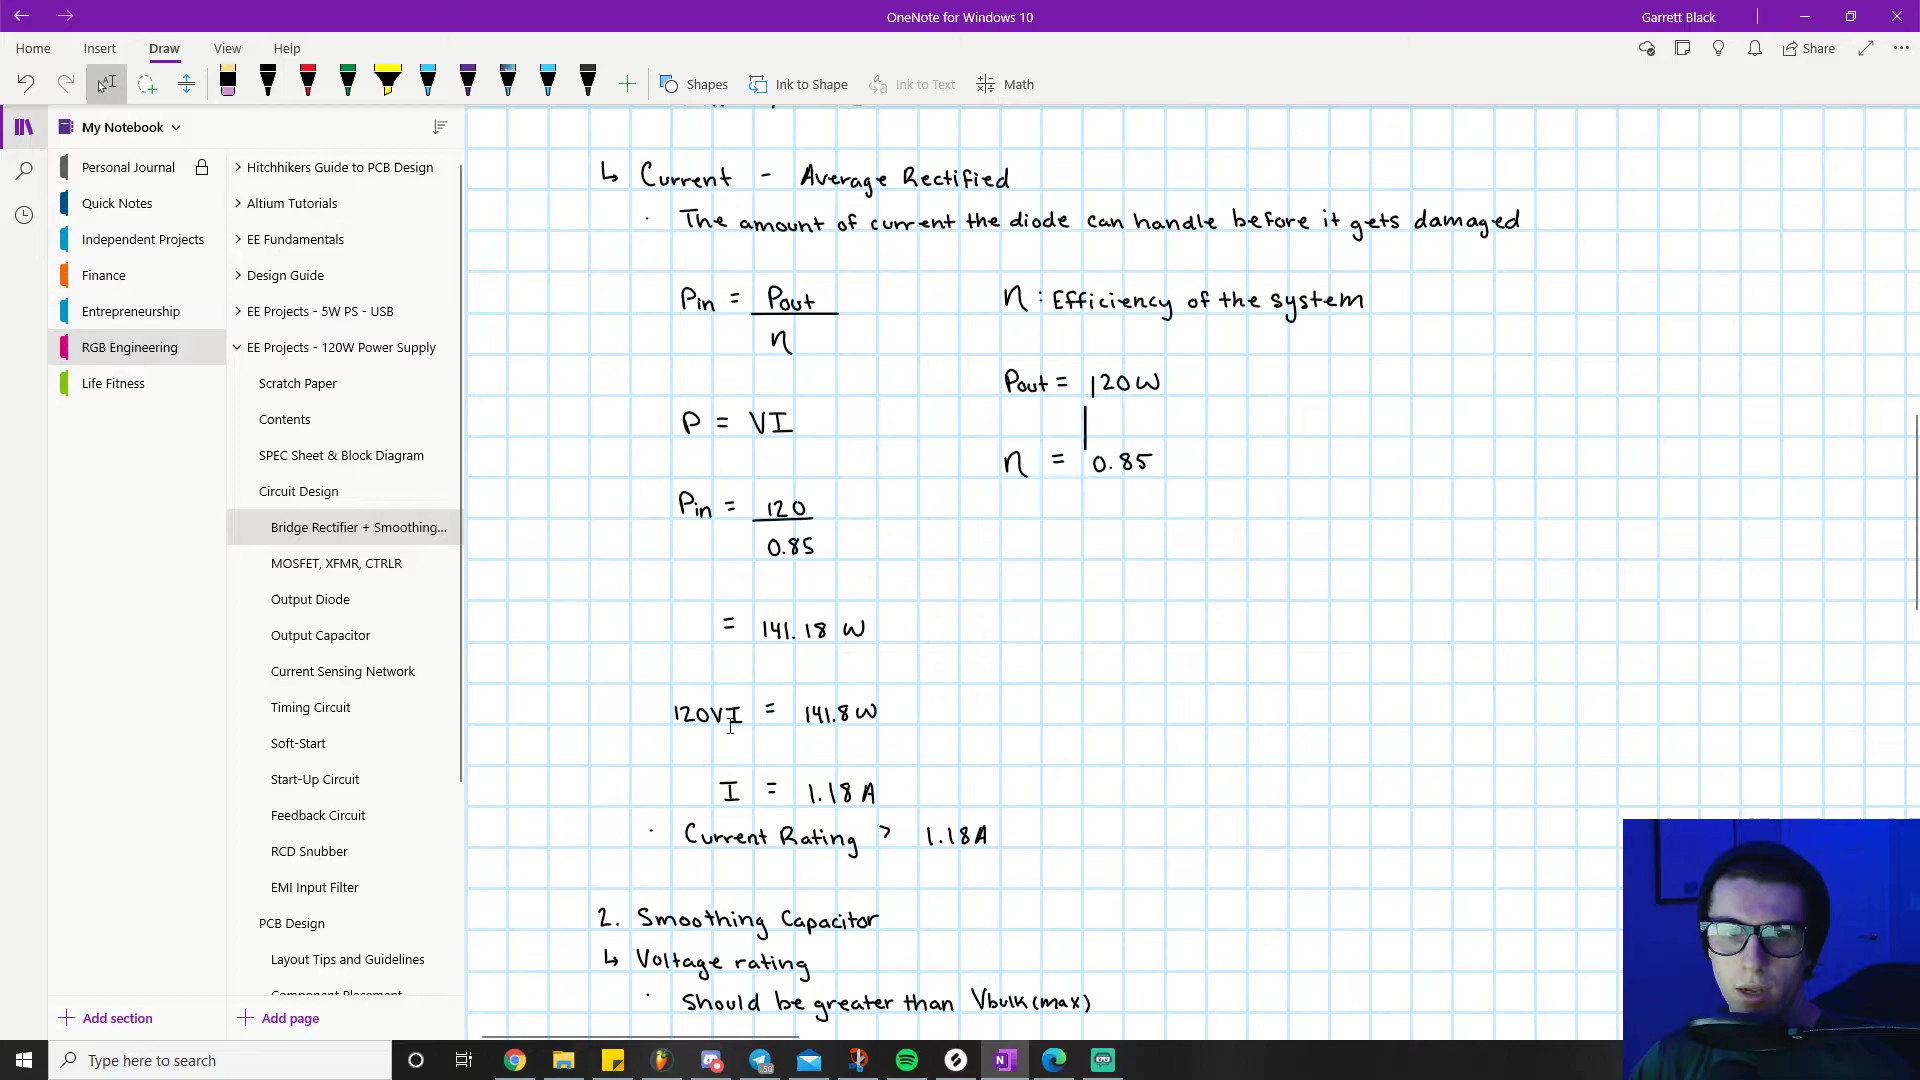 OneNote for Windows 10
Garrett Black
Home
Insert
Draw
View
Help
Share
Shapes
Ink to Shape
Ink to Text
Math
My Notebook
Personal Journal
Quick Notes
Independent Projects
Finance
Entrepreneurship
RGB Engineering
Life Fitness
Add section
Hitchhikers Guide to PCB Design
Altium Tutorials
EE Fundamentals
Design Guide
EE Projects - 5W PS - USB
EE Projects - 120W Power Supply
Scratch Paper
Contents
SPEC Sheet & Block Diagram
Circuit Design
Bridge Rectifier + Smoothing...
MOSFET, XFMR, CTRLR
Output Diode
Output Capacitor
Current Sensing Network
Timing Circuit
Soft-Start
Start-Up Circuit
Feedback Circuit
RCD Snubber
EMI Input Filter
PCB Design
Layout Tips and Guidelines
Add page
↳ Current - Average Rectified
· The amount of current the diode can handle before it gets damaged
Pin = Pout
n
n : Efficiency of the system
Pout = 120W
P = VI
n = 0.85
Pin = 120
0.85
= 141.18 W
120VI = 141.8W
I = 1.18A
· Current Rating > 1.18A
2. Smoothing Capacitor
↳ Voltage rating
· Should be greater than Vbulk(max)
Type here to search
.50